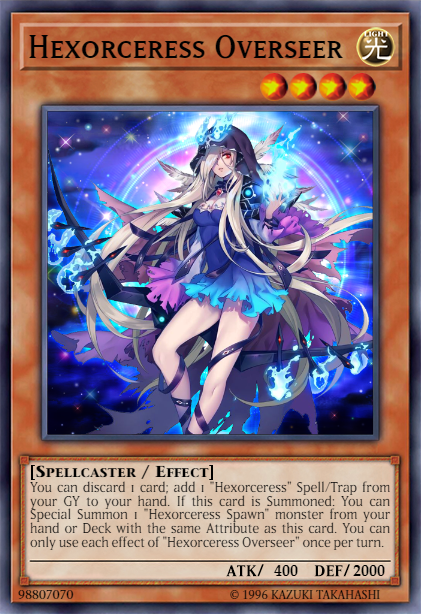 Hexorceress Overseer
LIGHT
光
[Spellcaster / Effect]
You can discard 1 card; add 1 "Hexorceress" Spell/Trap from
your GY to your hand. If this card is Summoned: You can
Special Summon 1 "Hexorceress Spawn" monster from your
hand or Deck with the same Attribute as this card. You can
only use each effect of "Hexorceress Overseer" once per turn.
ATK/ 400 DEF/2000
98807070 © 1996 KAZUKI TAKAHASHI